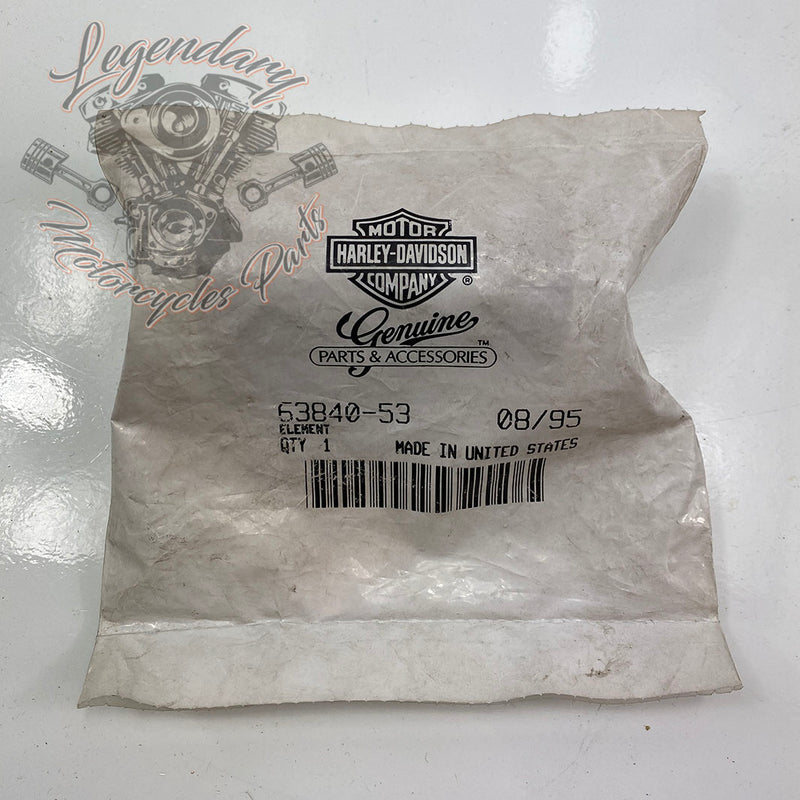 Legendary
Motorcycles Parts
MOTOR
HARLEY-DAVIDSON
COMPANY
®
Genuine
TM
PARTS & ACCESSORIES
63840-53 08/95
ELEMENT
QTY 1 MADE IN UNITED STATES